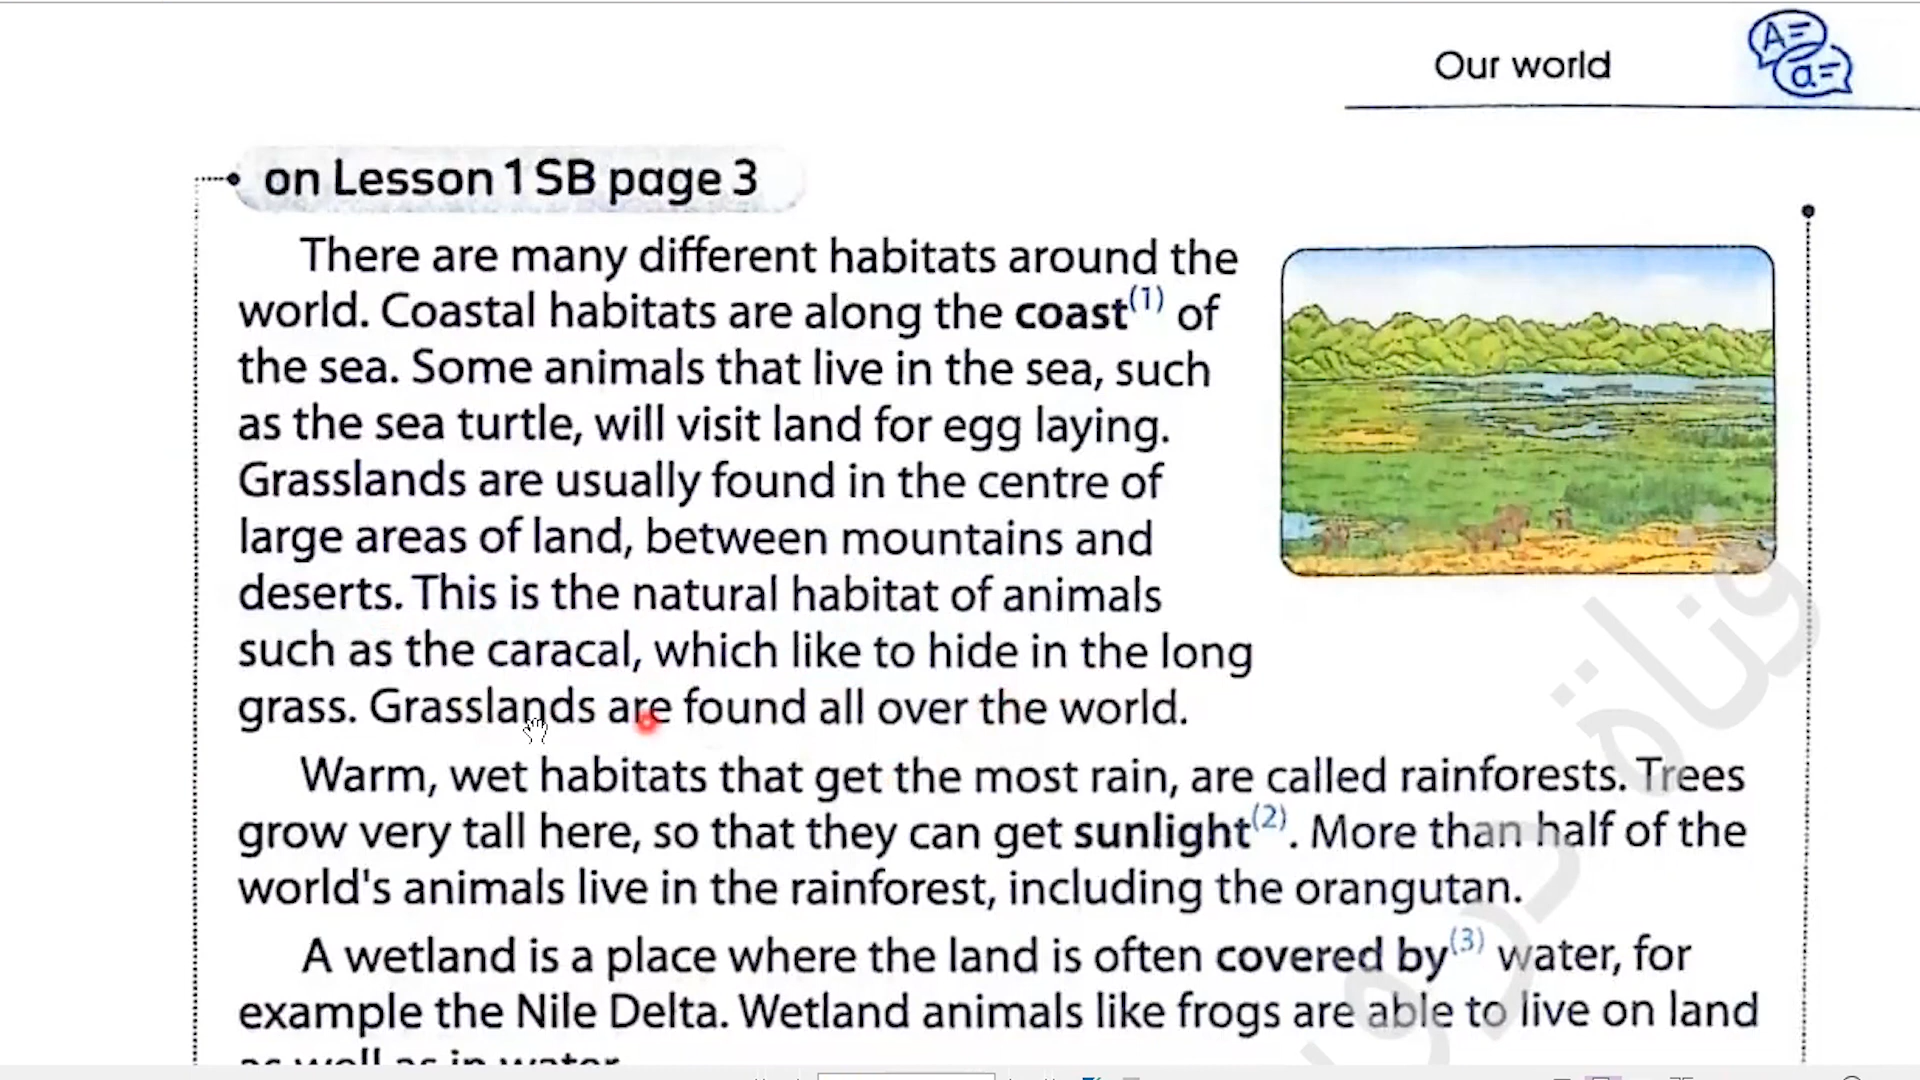 Our world
on Lesson 1 SB page 3
There are many different habitats around the
world. Coastal habitats are along the coast(1) of
the sea. Some animals that live in the sea, such
as the sea turtle, will visit land for egg laying.
Grasslands are usually found in the centre of
large areas of land, between mountains and
deserts. This is the natural habitat of animals
such as the caracal, which like to hide in the long
grass. Grasslands are found all over the world.
Warm, wet habitats that get the most rain, are called rainforests. Trees
grow very tall here, so that they can get sunlight(2). More than half of the
world's animals live in the rainforest, including the orangutan.
A wetland is a place where the land is often covered by(3) water, for
example the Nile Delta. Wetland animals like frogs are able to live on land
as well as in water.
قناة